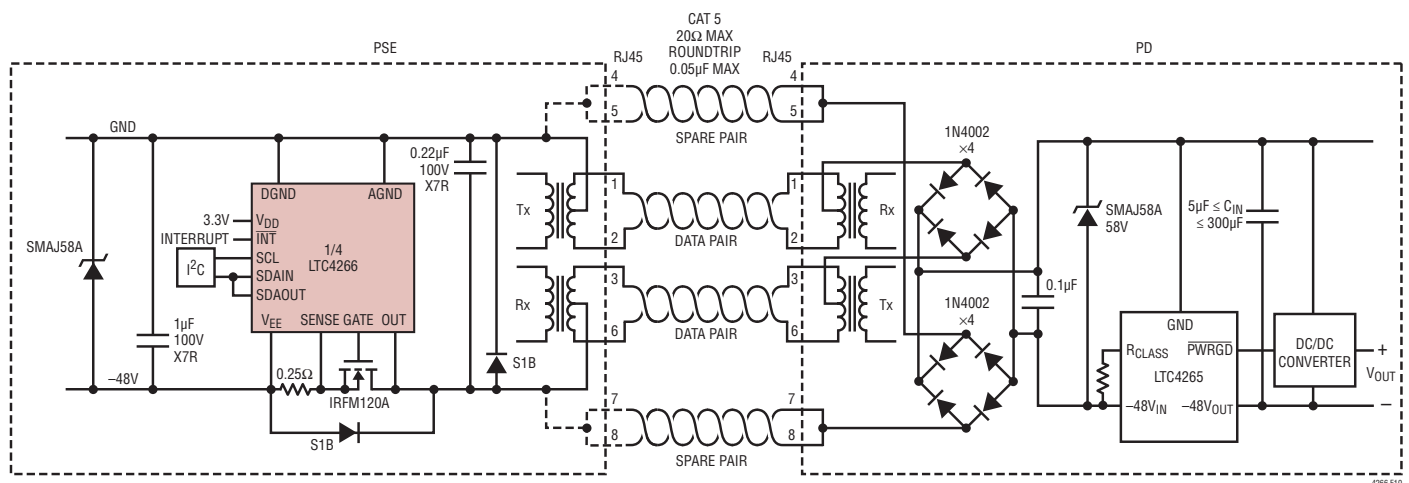 CAT 5
20Ω MAX
ROUNDTRIP
0.05µF MAX
PSE
RJ45
RJ45
PD
4
5
4
5
SPARE PAIR
GND
DGND
AGND
0.22µF
100V
X7R
3.3V
INTERRUPT
I²C
VDD
INT
SCL
SDAIN
SDAOUT
1/4
LTC4266
VEE
SENSE
GATE
OUT
SMAJ58A
1µF
100V
X7R
–48V
0.25Ω
IRFM120A
S1B
S1B
Tx
1
2
1
2
Rx
DATA PAIR
Rx
3
6
3
6
Tx
DATA PAIR
7
8
7
8
SPARE PAIR
1N4002
×4
1N4002
×4
0.1µF
SMAJ58A
58V
5µF ≤ CIN
≤ 300µF
GND
RCLASS
PWRGD
LTC4265
–48VIN
–48VOUT
DC/DC
CONVERTER
+
VOUT
–
4266 F10